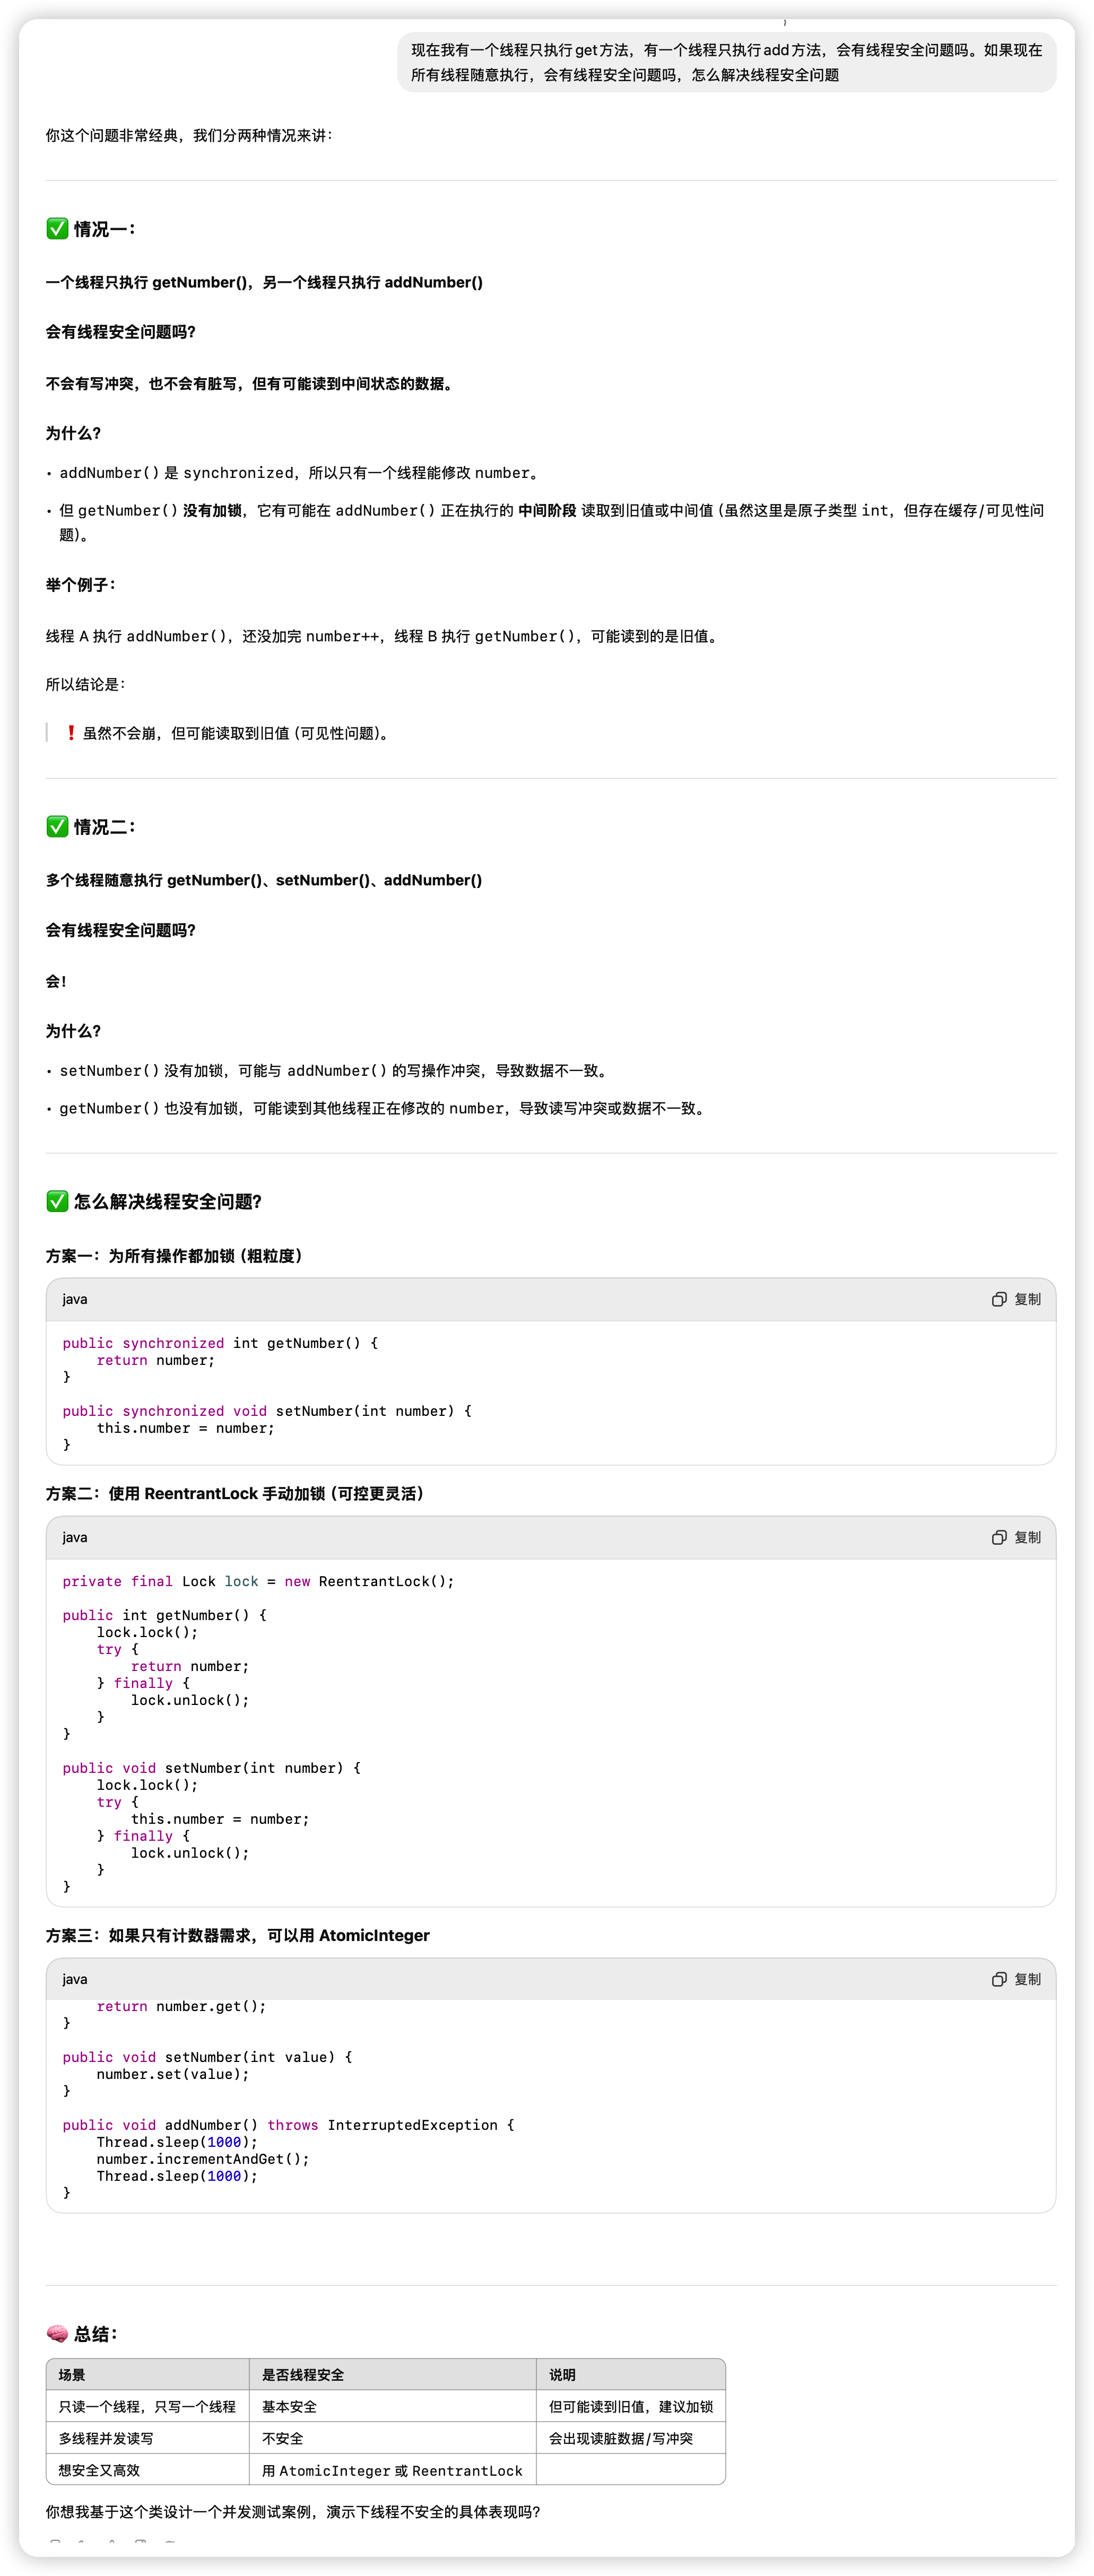 现在我有一个线程只执行get方法，有一个线程只执行add方法，会有线程安全问题吗。如果现在
所有线程随意执行，会有线程安全问题吗，怎么解决线程安全问题
你这个问题非常经典，我们分两种情况来讲：
✅ 情况一：
一个线程只执行 getNumber()，另一个线程只执行 addNumber()
会有线程安全问题吗？
不会有写冲突，也不会有脏写，但有可能读到中间状态的数据。
为什么？
• addNumber() 是 synchronized，所以只有一个线程能修改 number。
• 但 getNumber() 没有加锁，它有可能在 addNumber() 正在执行的 中间阶段 读取到旧值或中间值（虽然这里是原子类型 int，但存在缓存/可见性问
题）。
举个例子：
线程 A 执行 addNumber()，还没加完 number++，线程 B 执行 getNumber()，可能读到的是旧值。
所以结论是：
❗ 虽然不会崩，但可能读取到旧值（可见性问题）。
✅ 情况二：
多个线程随意执行 getNumber()、setNumber()、addNumber()
会有线程安全问题吗？
会！
为什么？
• setNumber() 没有加锁，可能与 addNumber() 的写操作冲突，导致数据不一致。
• getNumber() 也没有加锁，可能读到其他线程正在修改的 number，导致读写冲突或数据不一致。
✅ 怎么解决线程安全问题？
方案一：为所有操作都加锁（粗粒度）
java 复制
public synchronized int getNumber() {
    return number;
}
public synchronized void setNumber(int number) {
    this.number = number;
}
方案二：使用 ReentrantLock 手动加锁（可控更灵活）
java 复制
private final Lock lock = new ReentrantLock();
public int getNumber() {
    lock.lock();
    try {
        return number;
    } finally {
        lock.unlock();
    }
}
public void setNumber(int number) {
    lock.lock();
    try {
        this.number = number;
    } finally {
        lock.unlock();
    }
}
方案三：如果只有计数器需求，可以用 AtomicInteger
java 复制
    return number.get();
}
public void setNumber(int value) {
    number.set(value);
}
public void addNumber() throws InterruptedException {
    Thread.sleep(1000);
    number.incrementAndGet();
    Thread.sleep(1000);
}
🧠 总结：
场景 是否线程安全 说明
只读一个线程，只写一个线程 基本安全 但可能读到旧值，建议加锁
多线程并发读写 不安全 会出现读脏数据/写冲突
想安全又高效 用 AtomicInteger 或 ReentrantLock
你想我基于这个类设计一个并发测试案例，演示下线程不安全的具体表现吗？